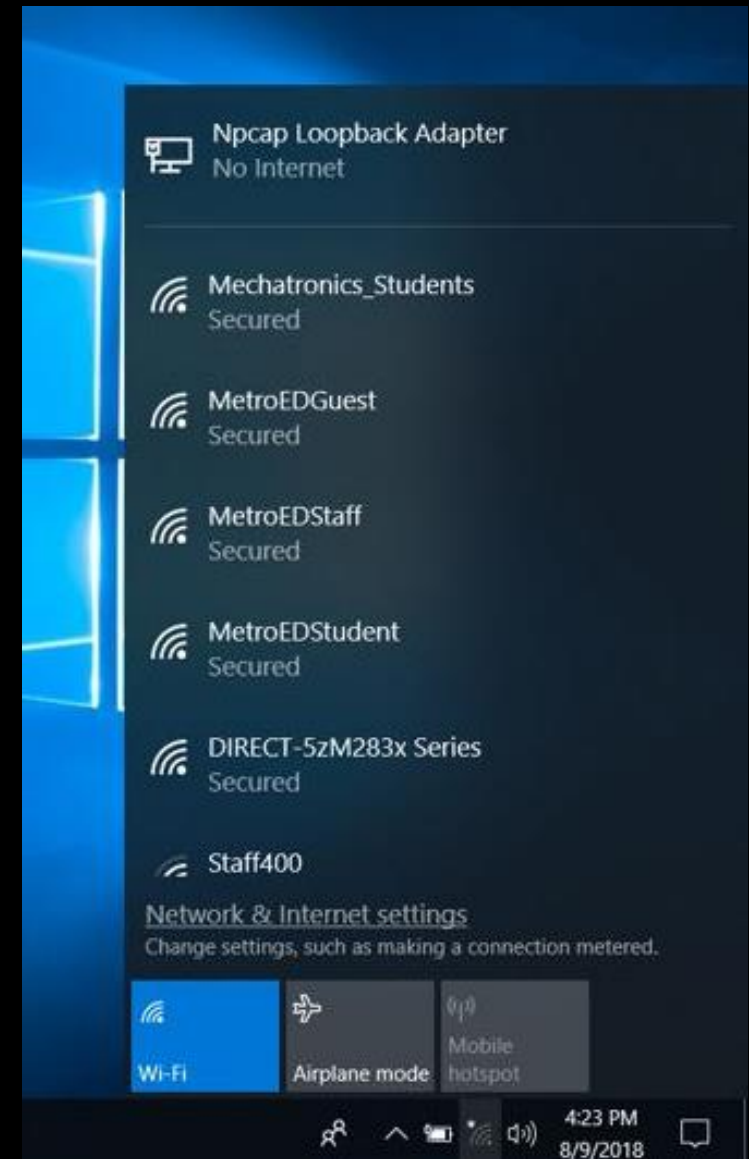 Npcap Loopback Adapter
No Internet
Mechatronics_Students
Secured
MetroEDGuest
Secured
MetroEDStaff
Secured
MetroEDStudent
Secured
DIRECT-5zM283x Series
Secured
Staff400
Network & Internet settings
Change settings, such as making a connection metered.
Wi-Fi
Airplane mode
Mobile
hotspot
4:23 PM
8/9/2018